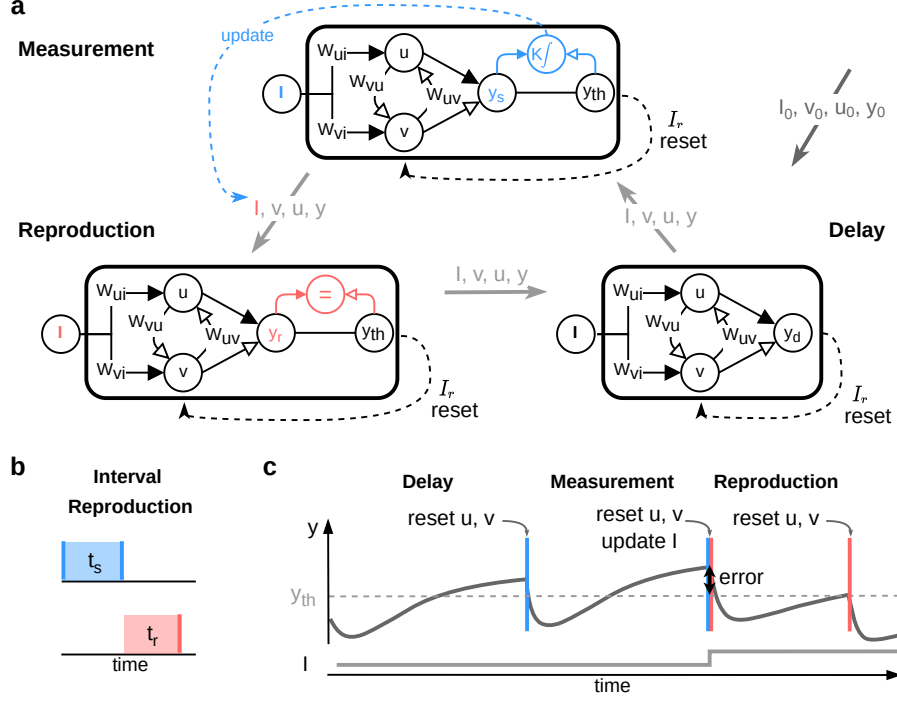 a
Measurement
update
I
W_ui
W_vi
u
v
W_vu
W_uv
y_s
K∫
y_th
I_r
reset
I_0, v_0, u_0, y_0
I, v, u, y
I, v, u, y
Reproduction
Delay
I
W_ui
W_vi
u
v
W_vu
W_uv
y_r
=
y_th
I_r
reset
I, v, u, y
I
W_ui
W_vi
u
v
W_vu
W_uv
y_d
I_r
reset
b
Interval
Reproduction
t_s
t_r
time
c
Delay
Measurement
Reproduction
y
reset u, v
reset u, v
update I
reset u, v
error
y_th
I
time